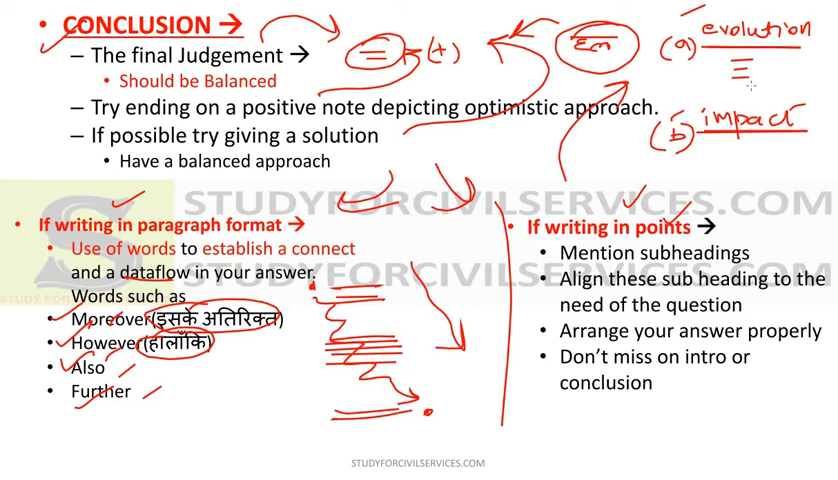 • CONCLUSION →
– The final Judgement →
• Should be Balanced
– Try ending on a positive note depicting optimistic approach.
– If possible try giving a solution
• Have a balanced approach
(+)
(a) evolution
(b) impact
STUDYFORCIVILSERVICES.COM
STUDYFORCIVILSERVICES.COM
• If writing in paragraph format →
• Use of words to establish a connect
and a dataflow in your answer.
Words such as
• Moreover(इसके अतिरिक्त)
• However(हालाँकि)
• Also
• Further
• If writing in points →
• Mention subheadings
• Align these sub heading to the
need of the question
• Arrange your answer properly
• Don't miss on intro or
conclusion
STUDYFORCIVILSERVICES.COM